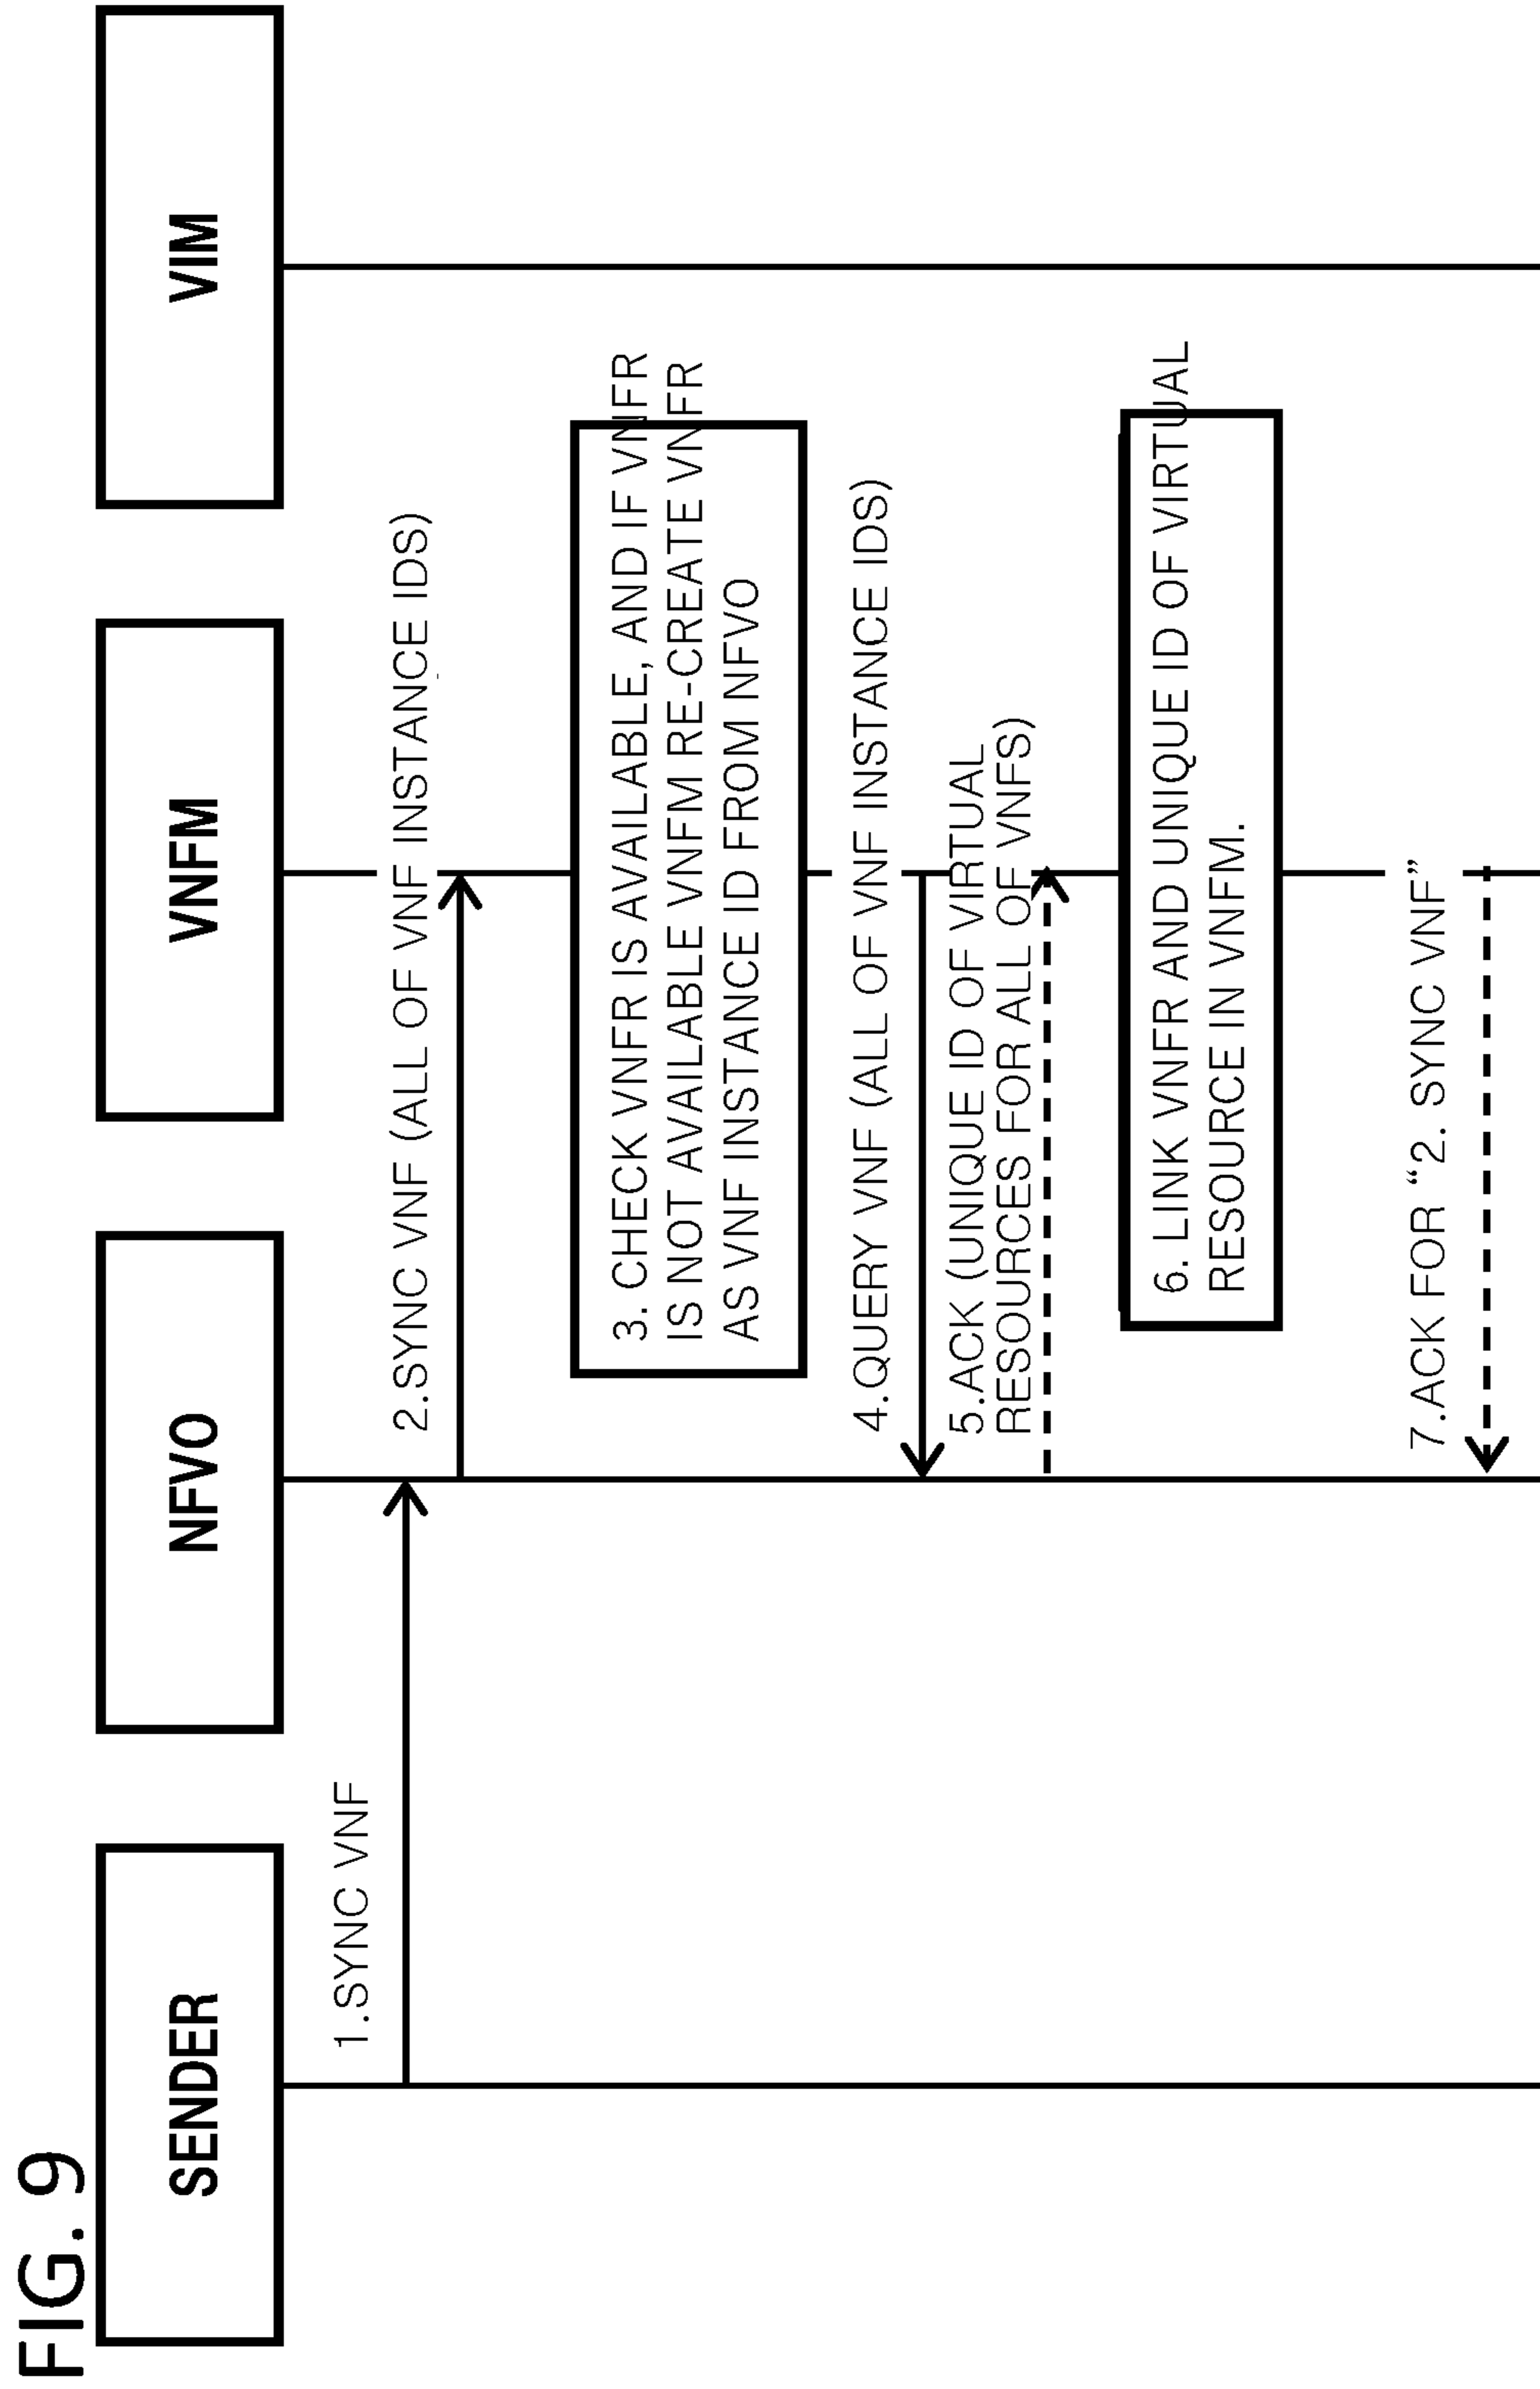 FIG. 9
SENDER
NFVO
VNFM
VIM
1.SYNC VNF
2.SYNC VNF (ALL OF VNF INSTANCE IDS)
3. CHECK VNFR IS AVAILABLE, AND IF VNFR
IS NOT AVAILABLE VNFM RE-CREATE VNFR
AS VNF INSTANCE ID FROM NFVO
4.QUERY VNF (ALL OF VNF INSTANCE IDS)
5.ACK (UNIQUE ID OF VIRTUAL
RESOURCES FOR ALL OF VNFS)
6. LINK VNFR AND UNIQUE ID OF VIRTUAL
RESOURCE IN VNFM.
7.ACK FOR “2. SYNC VNF”